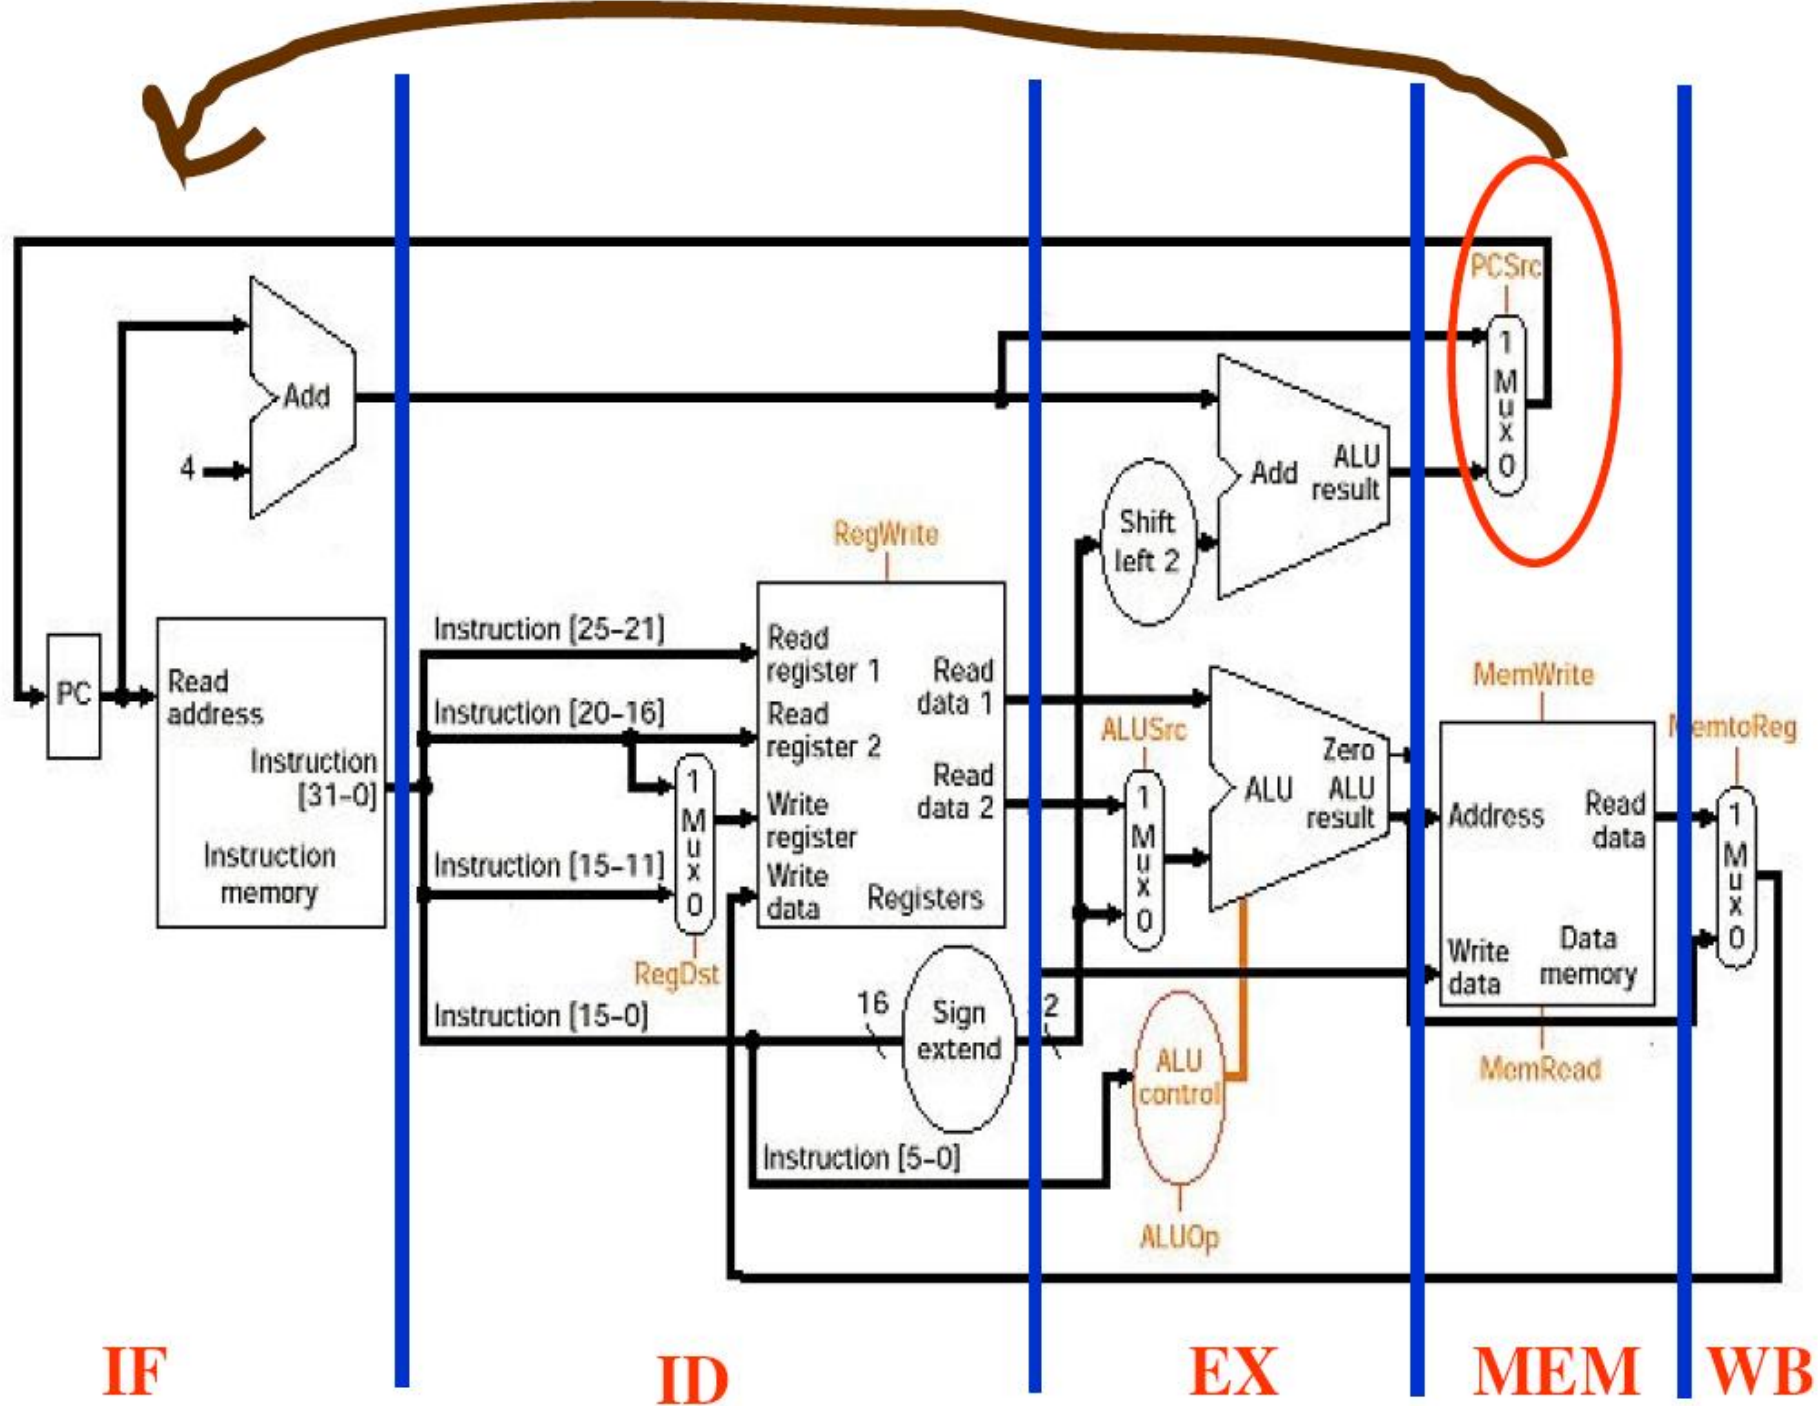 PCSrc
1
M
u
x
0
Add
4
Add
ALU
result
Shift
left 2
RegWrite
Instruction [25-21]
Read
register 1
Read
data 1
PC
Read
address
Instruction [20-16]
Read
register 2
Instruction
[31-0]
1
M
u
x
0
Write
register
Read
data 2
ALUSrc
1
M
u
x
0
Zero
ALU
ALU
result
MemWrite
Address
Read
data
1
M
u
x
0
Instruction
memory
Instruction [15-11]
Write
data
Registers
RegDst
Write
data
Data
memory
Instruction [15-0]
16
Sign
extend
2
ALU
control
MemRead
Instruction [5-0]
ALUOp
emtoReg
IF
ID
EX
MEM
WB